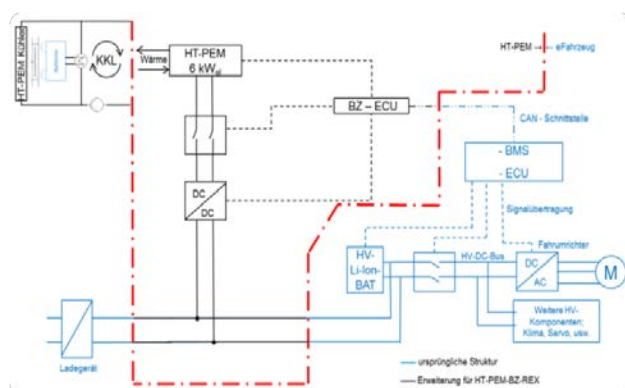 HT-PEM Kühler
KKL
Wärme
HT-PEM
6 kWel
BZ – ECU
HT-PEM
eFahrzeug
CAN - Schnittstelle
- BMS
- ECU
Signalübertragung
Fahrumrichter
HV-
Li-Ion-
BAT
HV-DC-Bus
DC
AC
M
DC
DC
Weitere HV-
Komponenten;
Klima, Servo, usw.
Ladegerät
ursprüngliche Struktur
Erweiterung für HT-PEM-BZ-REX